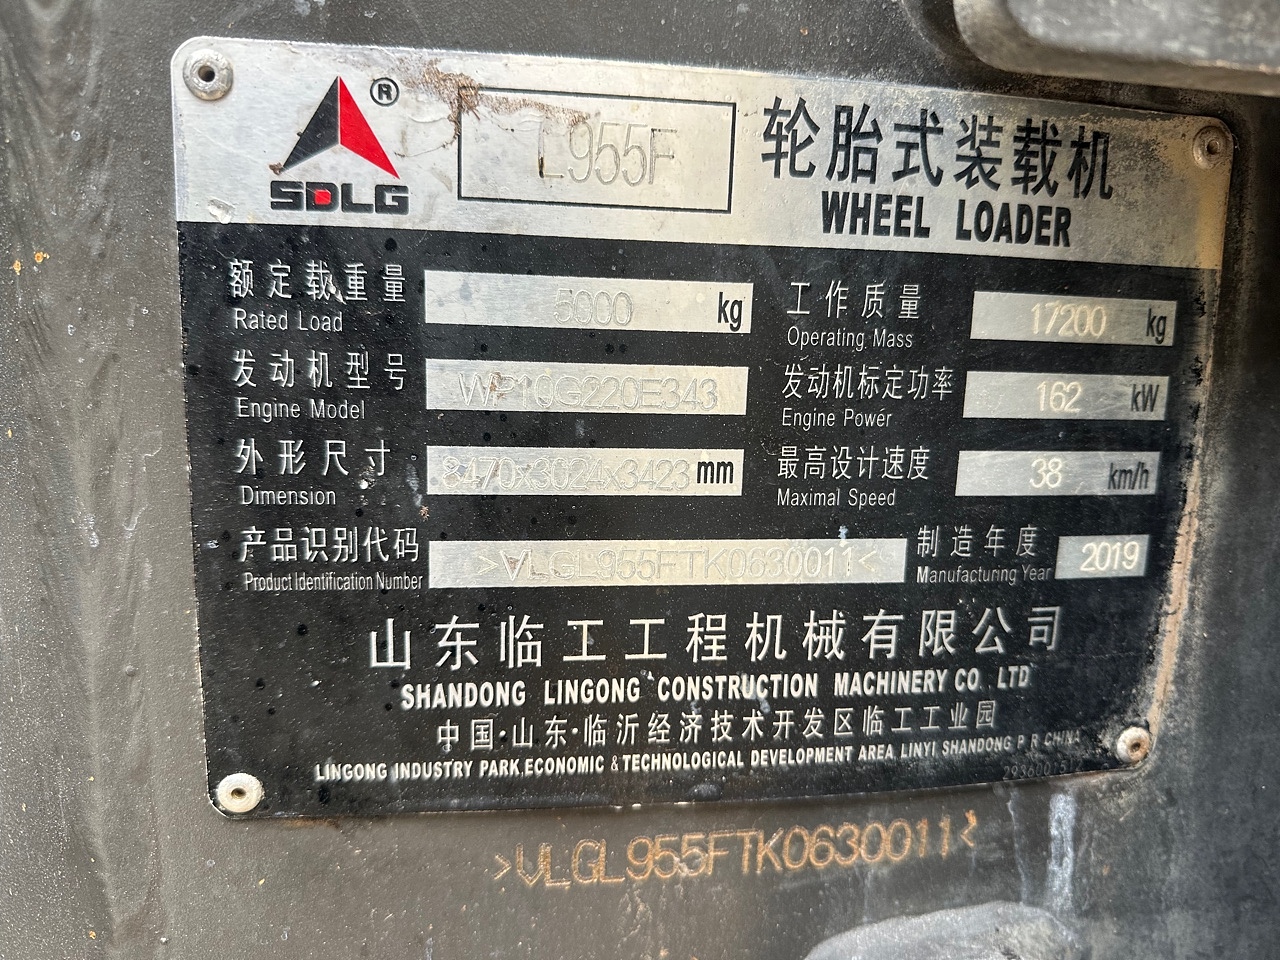 ®
SDLG
L955F
轮胎式装载机
WHEEL LOADER
额定载重量 5000 kg 工作质量 17200 kg
Rated Load Operating Mass
发动机型号 WP10G220E343 发动机标定功率 162 kW
Engine Model Engine Power
外形尺寸 8470x3024x3423 mm 最高设计速度 38 km/h
Dimension Maximal Speed
产品识别代码 >VLGL955FTK0630011< 制造年度 2019
Product Identification Number Manufacturing Year
山东临工工程机械有限公司
SHANDONG LINGONG CONSTRUCTION MACHINERY CO. LTD
中国·山东·临沂经济技术开发区临工工业园
LINGONG INDUSTRY PARK,ECONOMIC & TECHNOLOGICAL DEVELOPMENT AREA LINYI SHANDONG P R CHINA
>VLGL955FTK0630011<